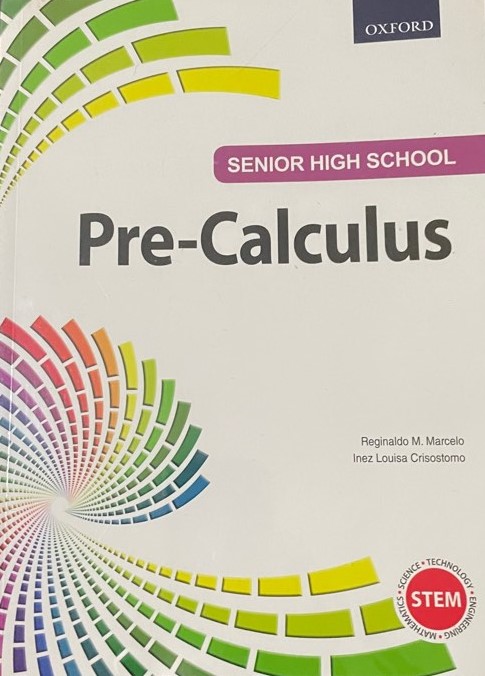 OXFORD
SENIOR HIGH SCHOOL
Pre-Calculus
Reginaldo M. Marcelo
Inez Louisa Crisostomo
SCIENCE • TECHNOLOGY • ENGINEERING • MATHEMATICS •
STEM